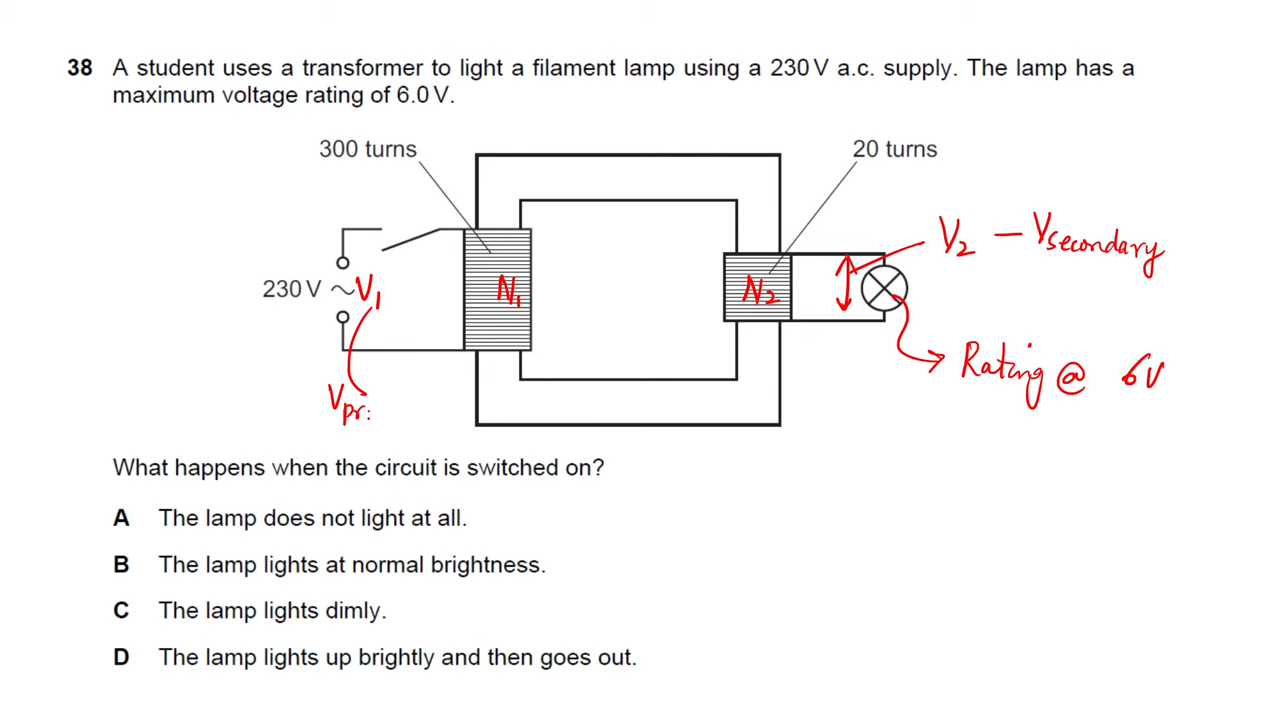 38 A student uses a transformer to light a filament lamp using a 230 V a.c. supply. The lamp has a
maximum voltage rating of 6.0 V.
300 turns
20 turns
V2 – Vsecondary
230 V ~ V1
N1
N2
Rating @ 6V
Vpri
What happens when the circuit is switched on?
A The lamp does not light at all.
B The lamp lights at normal brightness.
C The lamp lights dimly.
D The lamp lights up brightly and then goes out.